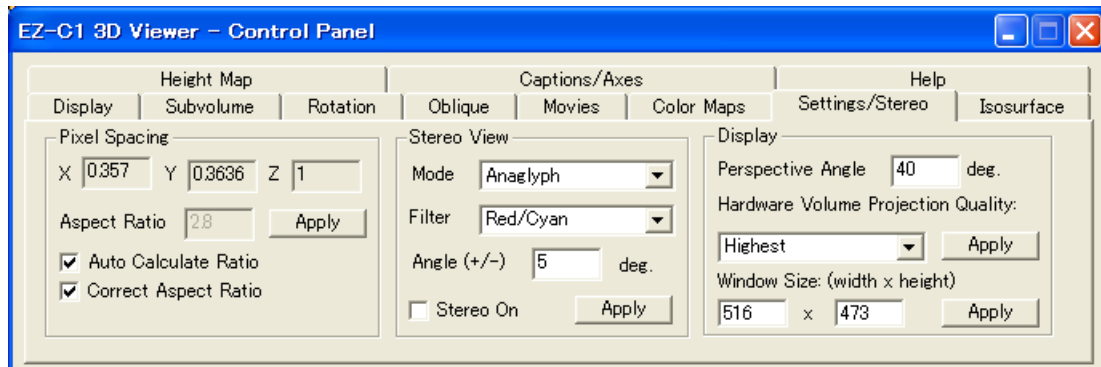 EZ-C1 3D Viewer - Control Panel
Height Map Captions/Axes Help
Display Subvolume Rotation Oblique Movies Color Maps Settings/Stereo Isosurface
Pixel Spacing
X 0.357 Y 0.3636 Z 1
Aspect Ratio 2.8 Apply
Auto Calculate Ratio
Correct Aspect Ratio
Stereo View
Mode Anaglyph
Filter Red/Cyan
Angle (+/-) 5 deg.
Stereo On Apply
Display
Perspective Angle 40 deg.
Hardware Volume Projection Quality:
Highest Apply
Window Size: (width x height)
516 x 473 Apply